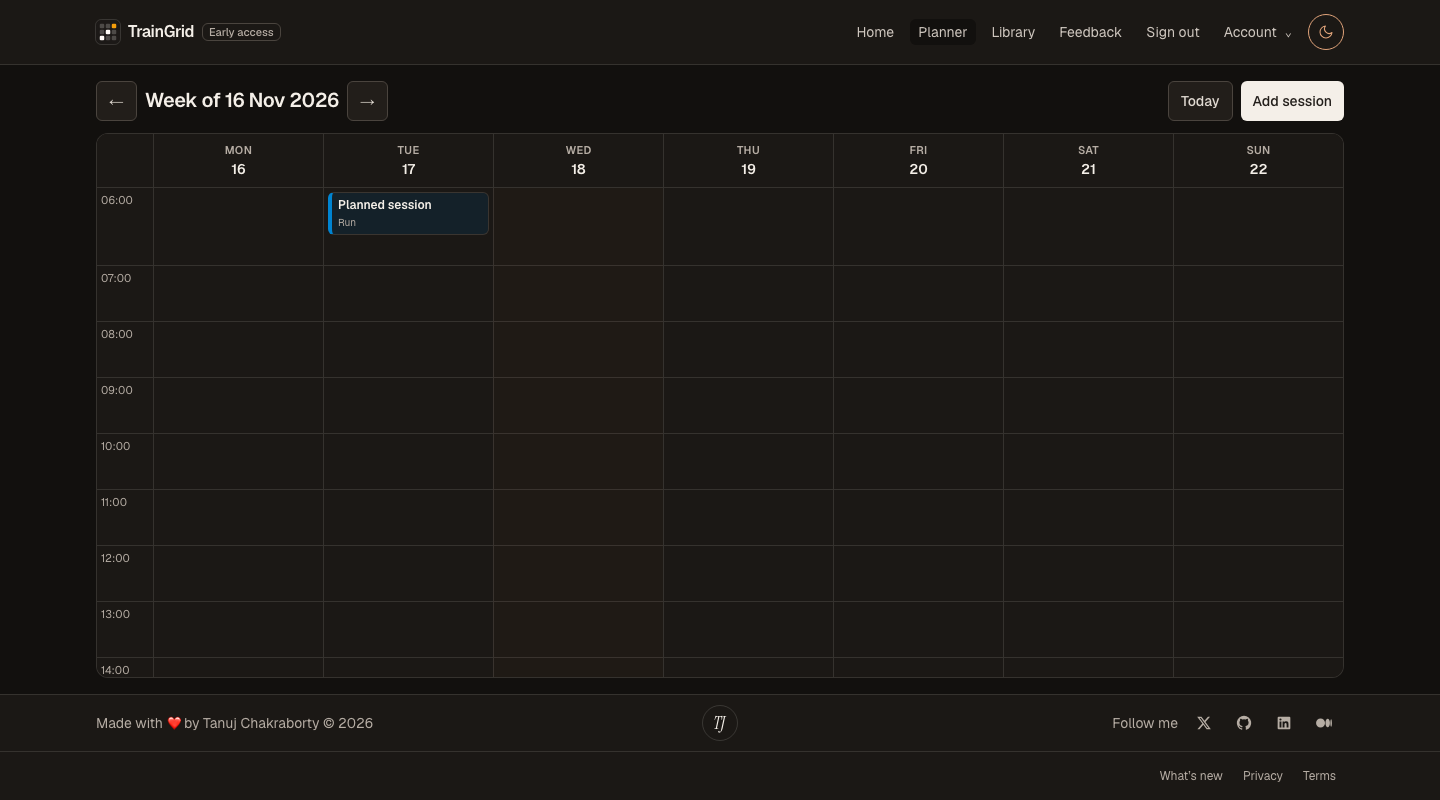 TrainGrid Early access
Home Planner Library Feedback Sign out Account
← Week of 16 Nov 2026 → Today Add session
MON TUE WED THU FRI SAT SUN
16 17 18 19 20 21 22
06:00 Planned session
Run
07:00
08:00
09:00
10:00
11:00
12:00
13:00
14:00
Made with ❤️ by Tanuj Chakraborty © 2026 TJ Follow me
What's new Privacy Terms